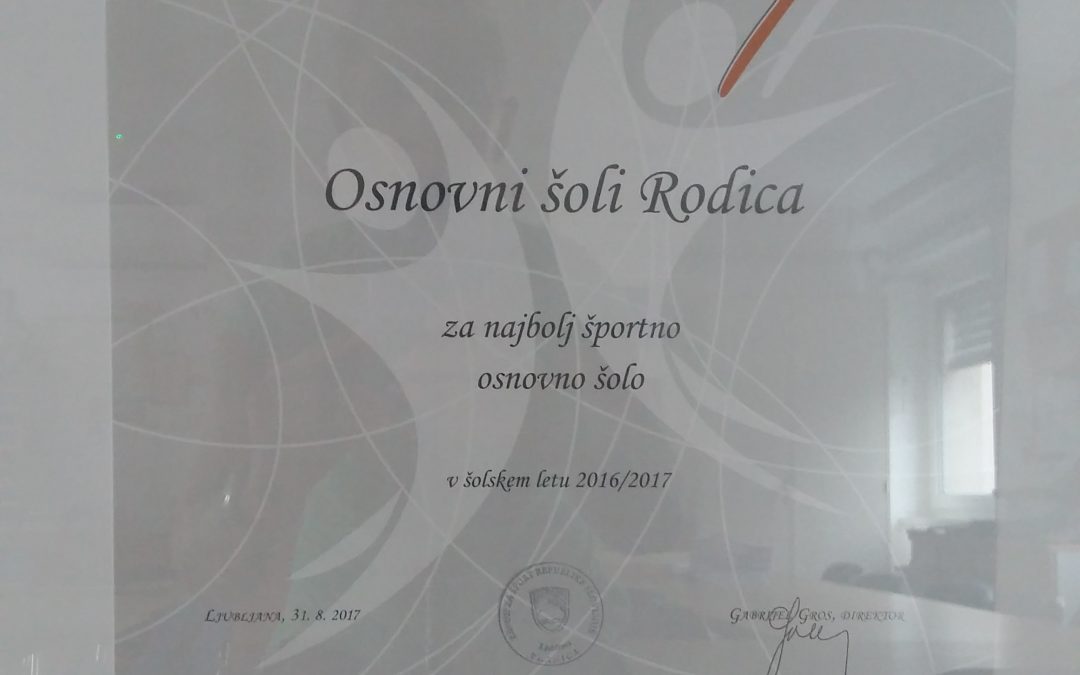 Osnovni šoli Rodica
za najbolj športno
osnovno šolo
v šolskem letu 2016/2017
Ljubljana, 31. 8. 2017
Gabrijel Gros, direktor